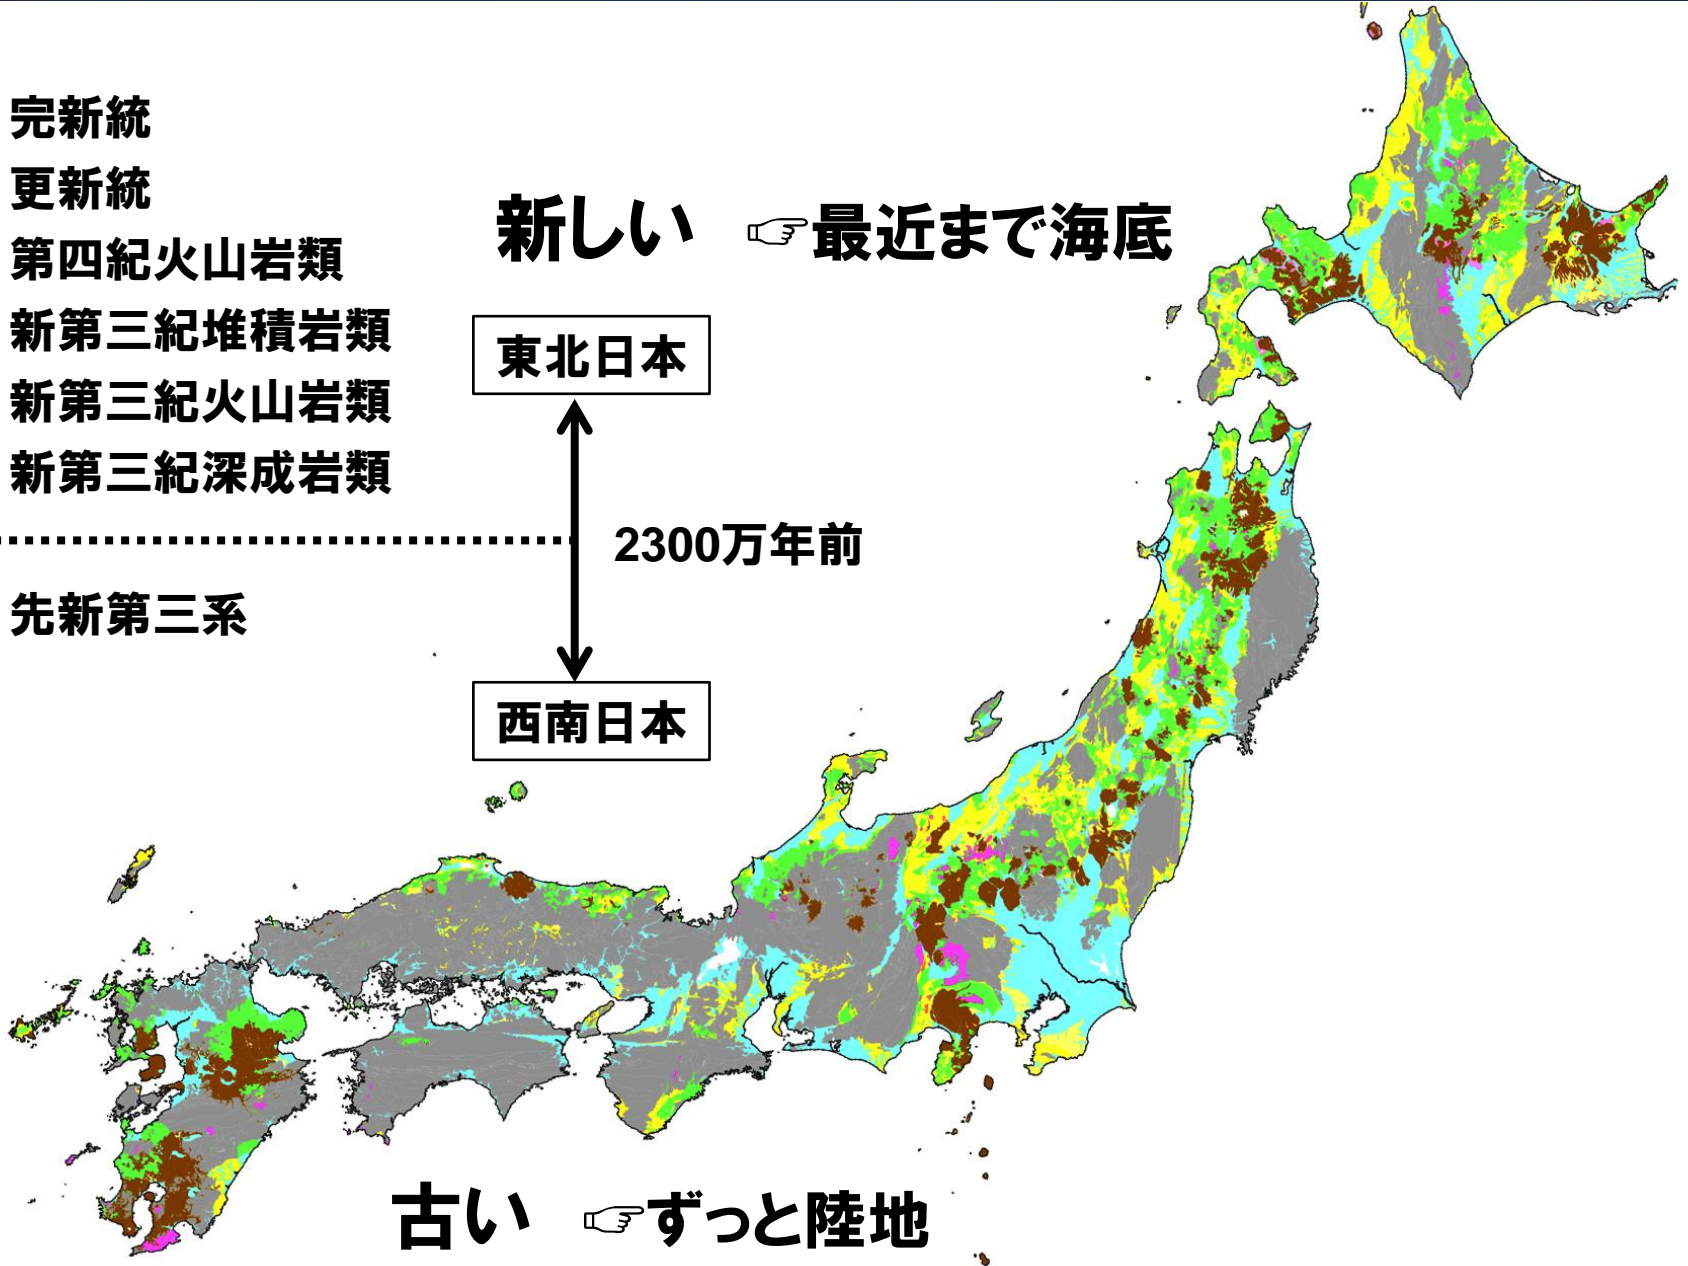 完新統
更新統
第四紀火山岩類
新第三紀堆積岩類
新第三紀火山岩類
新第三紀深成岩類
先新第三系
新しい ☞最近まで海底
東北日本
2300万年前
西南日本
古い ☞ずっと陸地